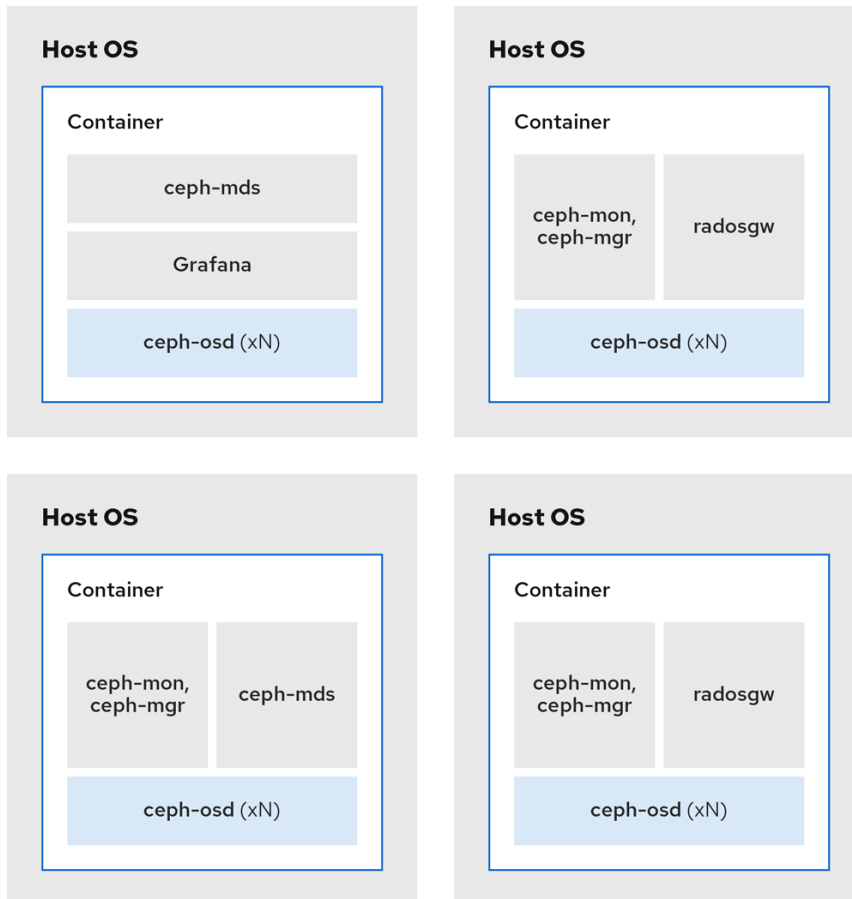 Host OS
Container
ceph-mds
Grafana
ceph-osd (xN)
Host OS
Container
ceph-mon,
ceph-mgr
radosgw
ceph-osd (xN)
Host OS
Container
ceph-mon,
ceph-mgr
ceph-mds
ceph-osd (xN)
Host OS
Container
ceph-mon,
ceph-mgr
radosgw
ceph-osd (xN)